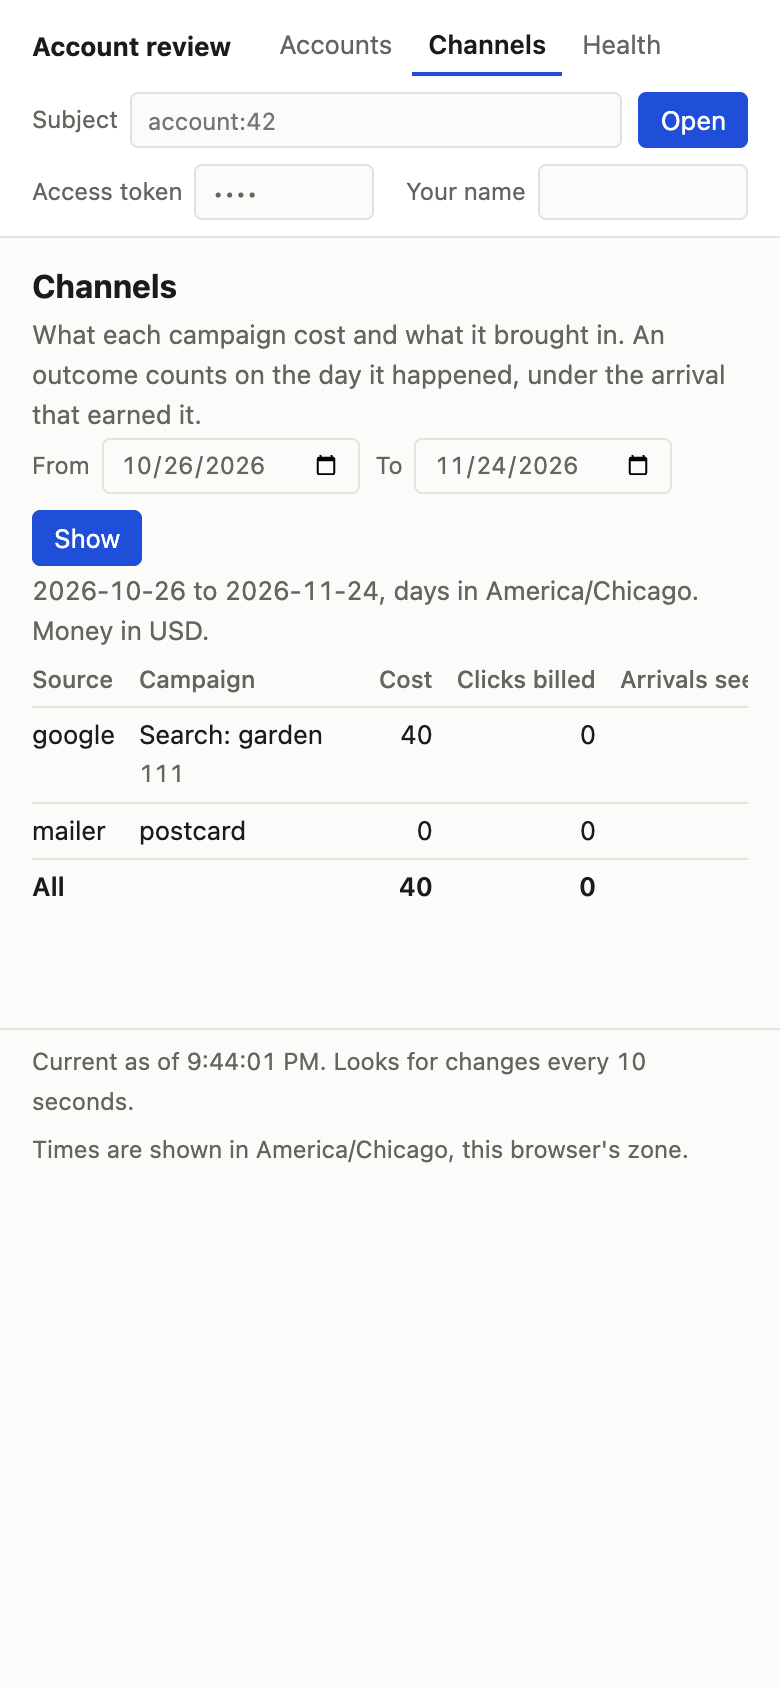 Account review Accounts Channels Health
Subject account:42 Open
Access token •••• Your name
Channels
What each campaign cost and what it brought in. An
outcome counts on the day it happened, under the arrival
that earned it.
From 10/26/2026 To 11/24/2026
Show
2026-10-26 to 2026-11-24, days in America/Chicago.
Money in USD.
Source Campaign Cost Clicks billed Arrivals see
google Search: garden 40 0
111
mailer postcard 0 0
All 40 0
Current as of 9:44:01 PM. Looks for changes every 10
seconds.
Times are shown in America/Chicago, this browser's zone.